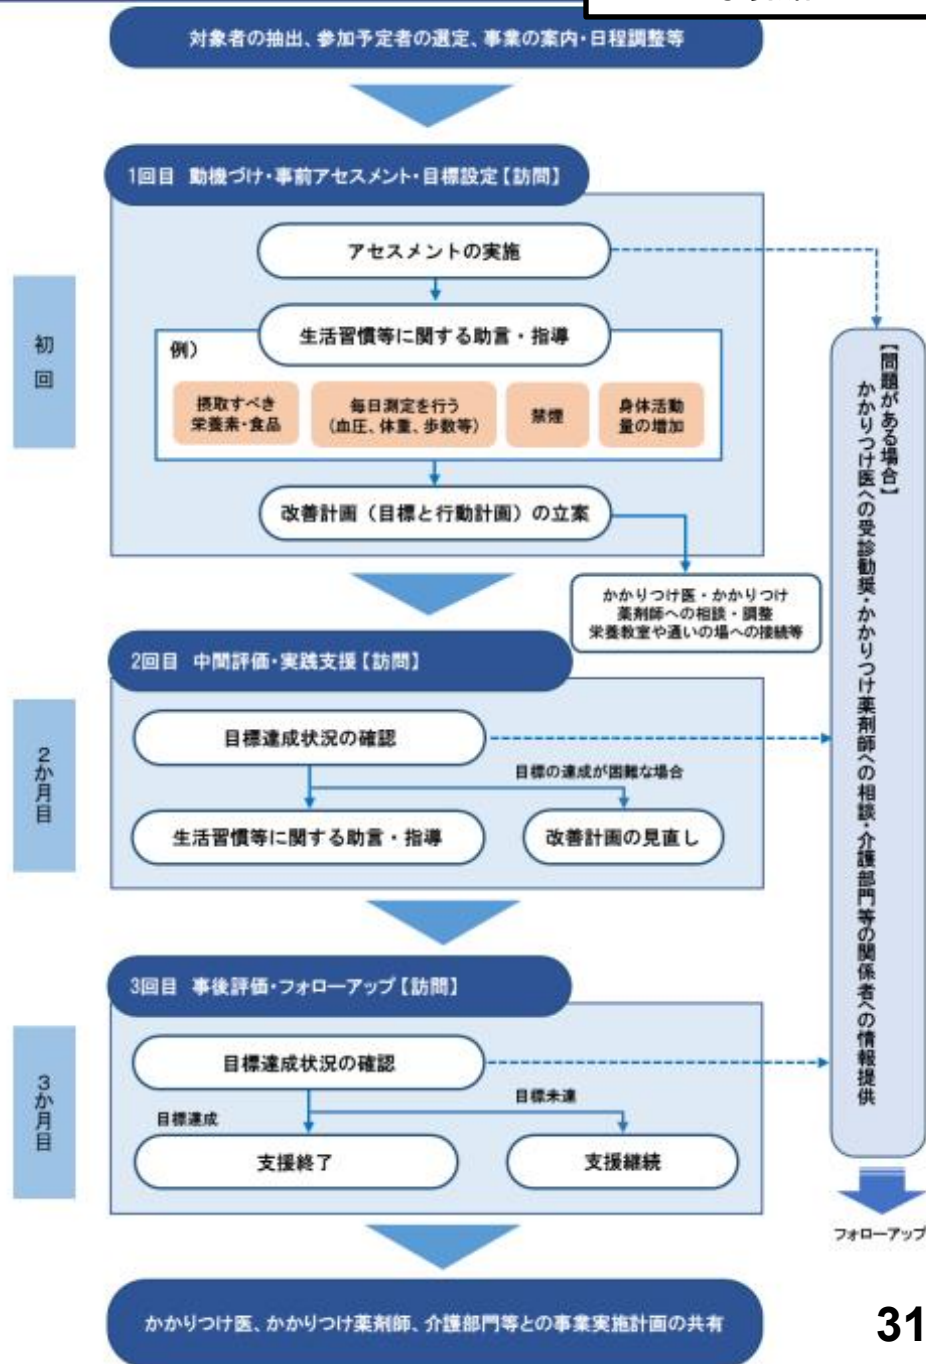 対象者の抽出、参加予定者の選定、事業の案内・日程調整等
1回目 動機づけ・事前アセスメント・目標設定【訪問】
初回
アセスメントの実施
生活習慣等に関する助言・指導
例）
摂取すべき
栄養素・食品
毎日測定を行う
(血圧、体重、歩数等)
禁煙
身体活動
量の増加
改善計画（目標と行動計画）の立案
かかりつけ医・かかりつけ
薬剤師への相談・調整
栄養教室や通いの場への接続等
【問題がある場合】
かかりつけ医への受診勧奨・かかりつけ薬剤師への相談・介護部門等の関係者への情報提供
2回目 中間評価・実践支援【訪問】
2か月目
目標達成状況の確認
目標の達成が困難な場合
生活習慣等に関する助言・指導
改善計画の見直し
3回目 事後評価・フォローアップ【訪問】
3か月目
目標達成状況の確認
目標達成
目標未達
支援終了
支援継続
フォローアップ
かかりつけ医、かかりつけ薬剤師、介護部門等との事業実施計画の共有
31